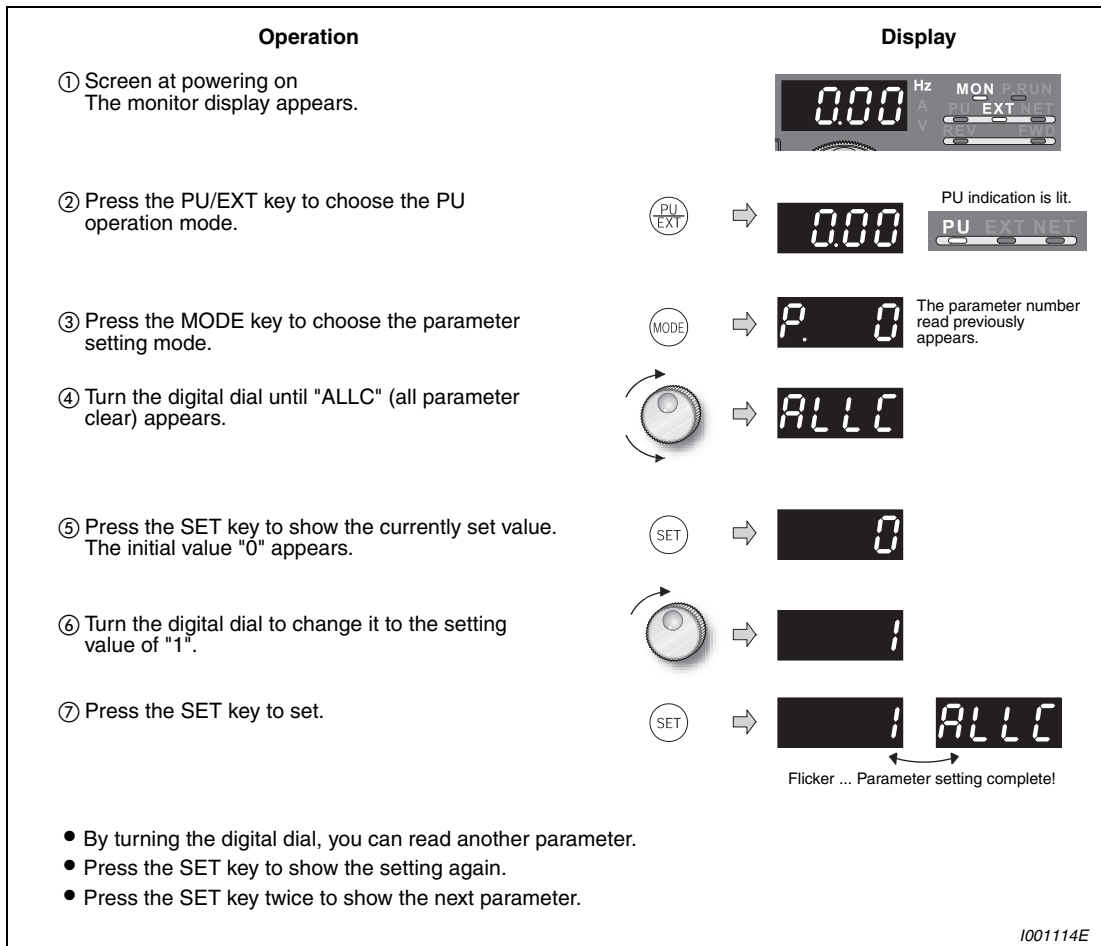 Operation
Display
① Screen at powering on
The monitor display appears.
0.00
Hz
A
V
MON P.RUN
PU EXT NET
REV FWD
② Press the PU/EXT key to choose the PU
operation mode.
PU
EXT
0.00
PU indication is lit.
PU EXT NET
③ Press the MODE key to choose the parameter
setting mode.
MODE
P. 0
The parameter number
read previously
appears.
④ Turn the digital dial until "ALLC" (all parameter
clear) appears.
ALLC
⑤ Press the SET key to show the currently set value.
The initial value "0" appears.
SET
0
⑥ Turn the digital dial to change it to the setting
value of "1".
1
⑦ Press the SET key to set.
SET
1 ALLC
Flicker ... Parameter setting complete!
● By turning the digital dial, you can read another parameter.
● Press the SET key to show the setting again.
● Press the SET key twice to show the next parameter.
I001114E